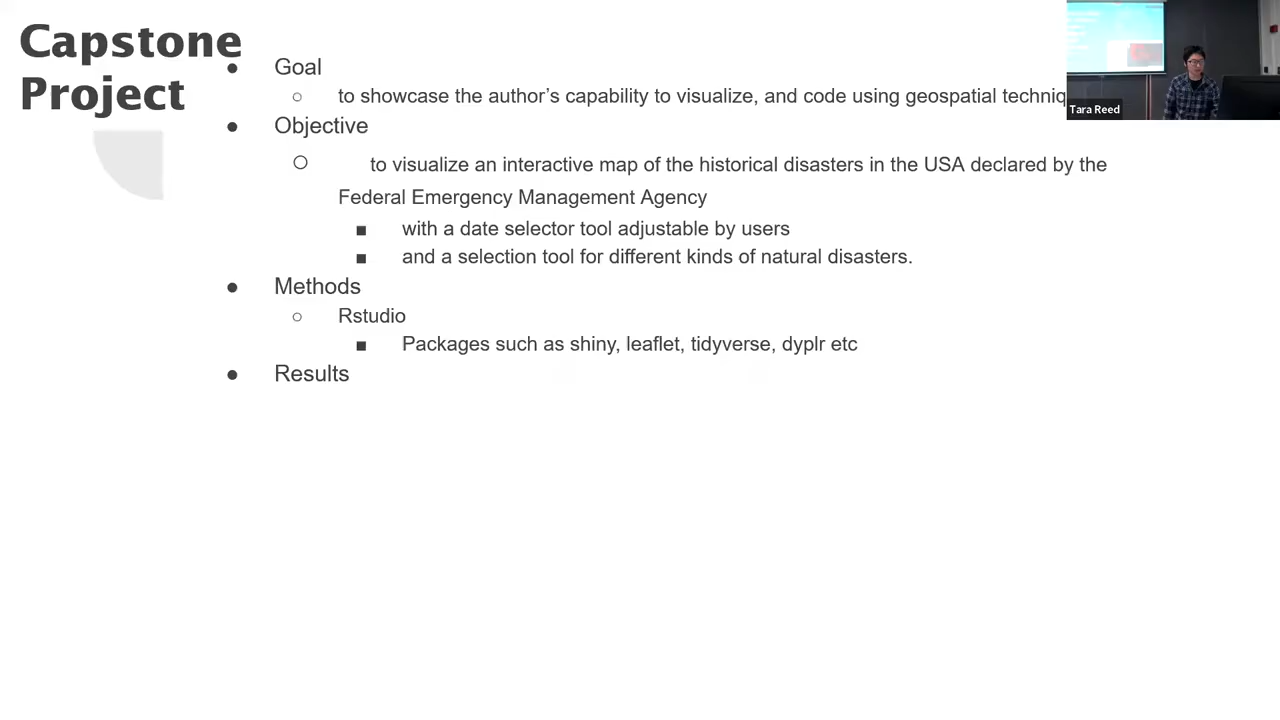 Capstone
Project
Goal
to showcase the author's capability to visualize, and code using geospatial
Objective
to visualize an interactive map of the historical disasters in the USA declared by the
Federal Emergency Management Agency
with a date selector tool adjustable by users
and a selection tool for different kinds of natural disasters.
Methods
Rstudio
Packages such as shiny, leaflet, tidyverse, dyplr etc
Results
Tara Reed